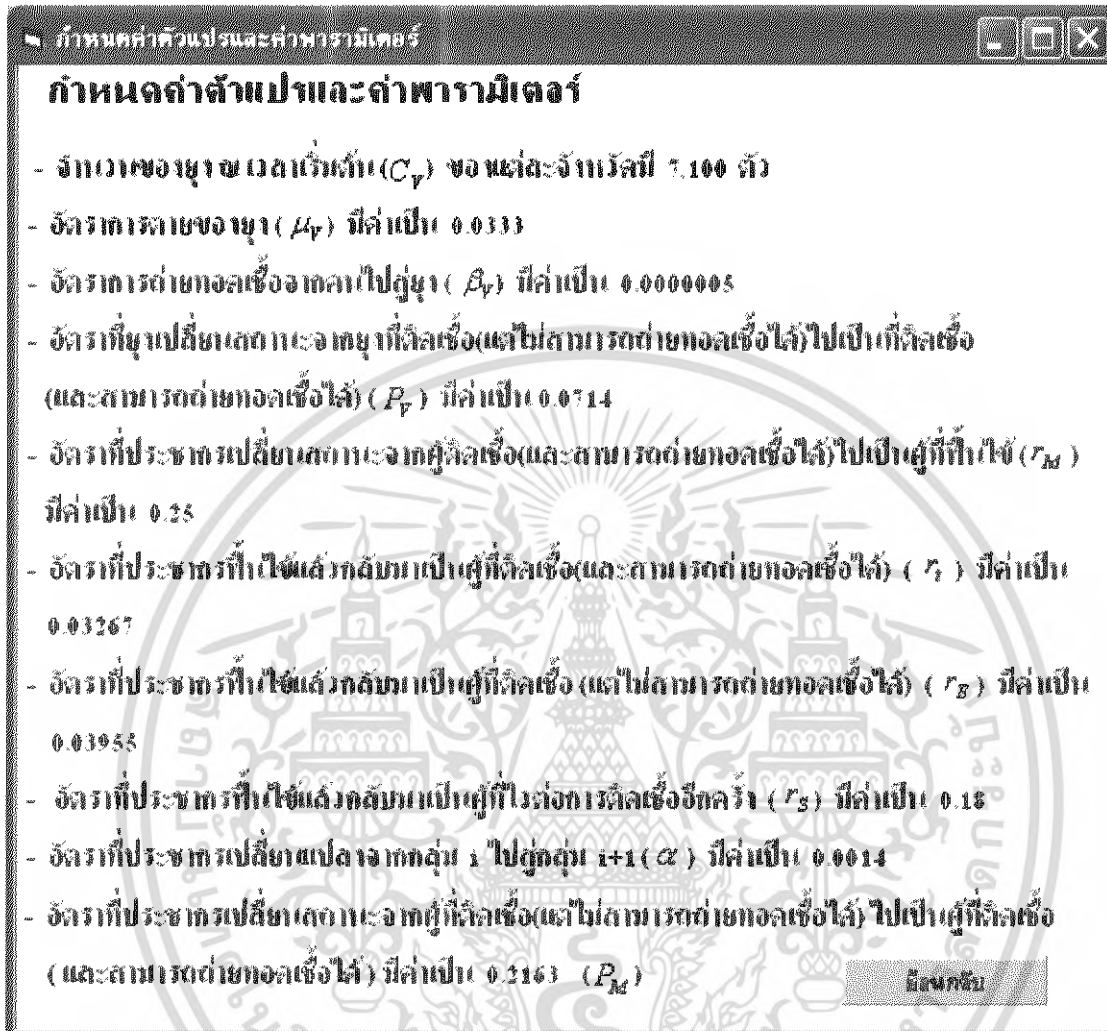 กำหนดค่าตัวแปรและค่าพารามิเตอร์
กำหนดค่าตัวแปรและค่าพารามิเตอร์
- จำนวนของยุง ณ เวลาเริ่มต้น (C_V) ของแต่ละจังหวัดมี 7,100 ตัว
- อัตราการตายของยุง ( μ_V ) มีค่าเป็น 0.0333
- อัตราการถ่ายทอดเชื้อจากคนไปสู่ยุง ( β_V ) มีค่าเป็น 0.0000005
- อัตราที่ยุงเปลี่ยนสถานะจากยุงที่ติดเชื้อ(แต่ไม่สามารถถ่ายทอดเชื้อได้)ไปเป็นที่ติดเชื้อ
(และสามารถถ่ายทอดเชื้อได้) ( P_V ) มีค่าเป็น 0.0714
- อัตราที่ประชากรเปลี่ยนสถานะจากผู้ติดเชื้อ(และสามารถถ่ายทอดเชื้อได้)ไปเป็นผู้ที่ฟื้นไข้ ( r_M )
มีค่าเป็น 0.25
- อัตราที่ประชากรฟื้นไข้แล้วกลับมาเป็นผู้ที่ติดเชื้อ(และสามารถถ่ายทอดเชื้อได้) ( r_i ) มีค่าเป็น
0.03267
- อัตราที่ประชากรฟื้นไข้แล้วกลับมาเป็นผู้ที่ติดเชื้อ (แต่ไม่สามารถถ่ายทอดเชื้อได้) ( r_E ) มีค่าเป็น
0.03955
- อัตราที่ประชากรฟื้นไข้แล้วกลับมาเป็นผู้ที่ไวต่อการติดเชื้ออีกครั้ง ( r_S ) มีค่าเป็น 0.18
- อัตราที่ประชากรเปลี่ยนแปลงจากกลุ่ม i ไปสู่กลุ่ม i+1 ( α ) มีค่าเป็น 0.0014
- อัตราที่ประชากรเปลี่ยนสถานะจากผู้ที่ติดเชื้อ(แต่ไม่สามารถถ่ายทอดเชื้อได้) ไปเป็นผู้ที่ติดเชื้อ
(และสามารถถ่ายทอดเชื้อได้) มีค่าเป็น 0.2163 (P_M)
ย้อนกลับ